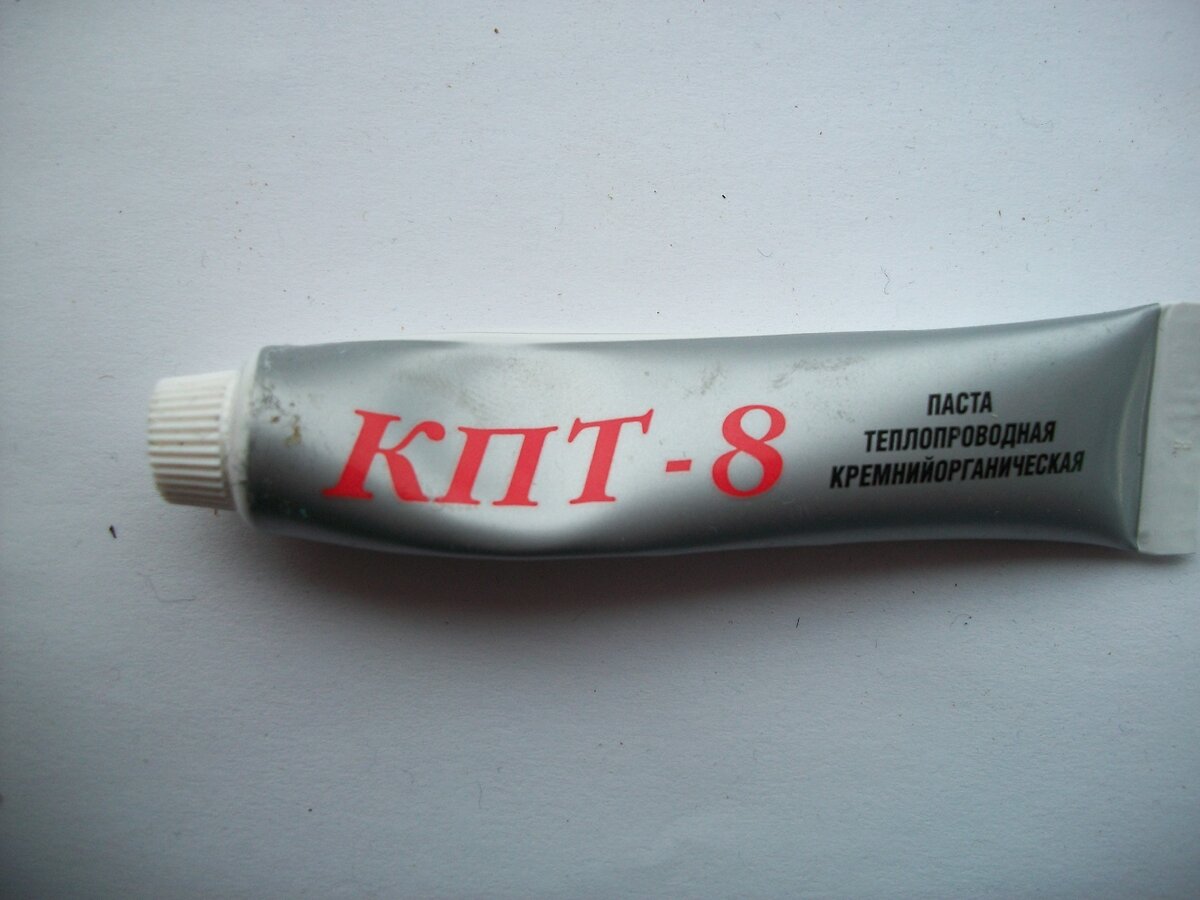 КПТ-8
ПАСТА
ТЕПЛОПРОВОДНАЯ
КРЕМНИЙОРГАНИЧЕСКАЯ